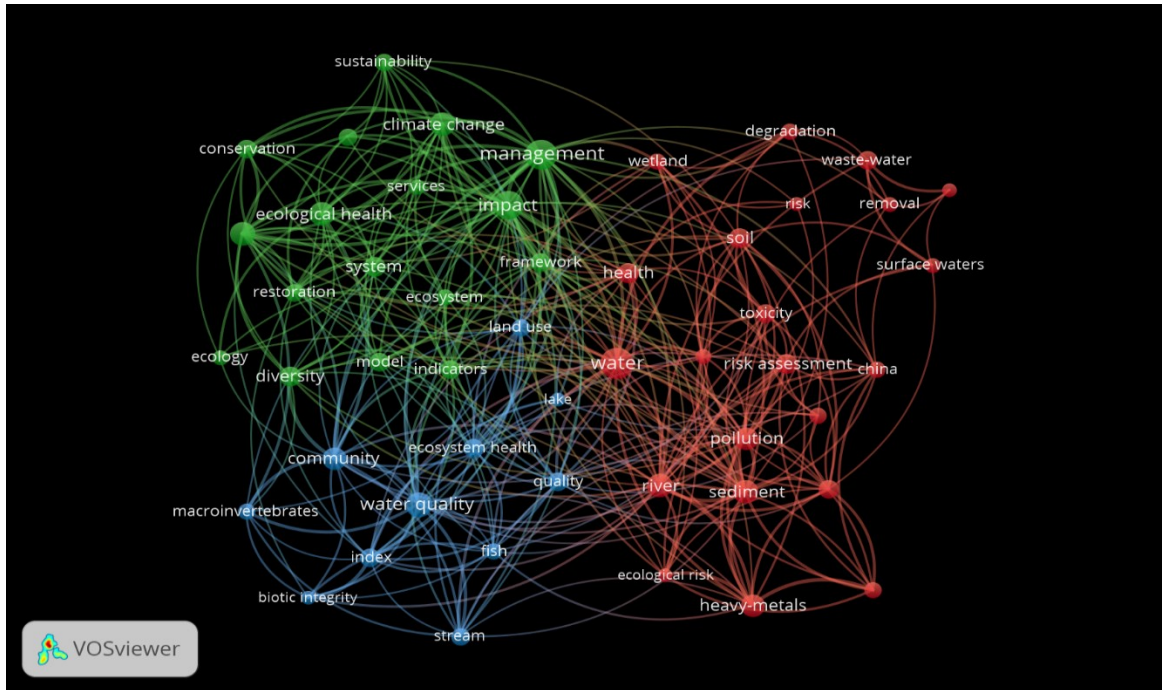 sustainability
climate change
degradation
conservation
management
wetland
waste-water
services
ecological health
impact
risk
removal
soil
system
framework
health
surface waters
restoration
ecosystem
land use
toxicity
ecology
model
indicators
water
risk assessment
china
diversity
lake
community
ecosystem health
pollution
quality
river
sediment
macroinvertebrates
water quality
index
fish
ecological risk
biotic integrity
heavy-metals
stream
VOSviewer